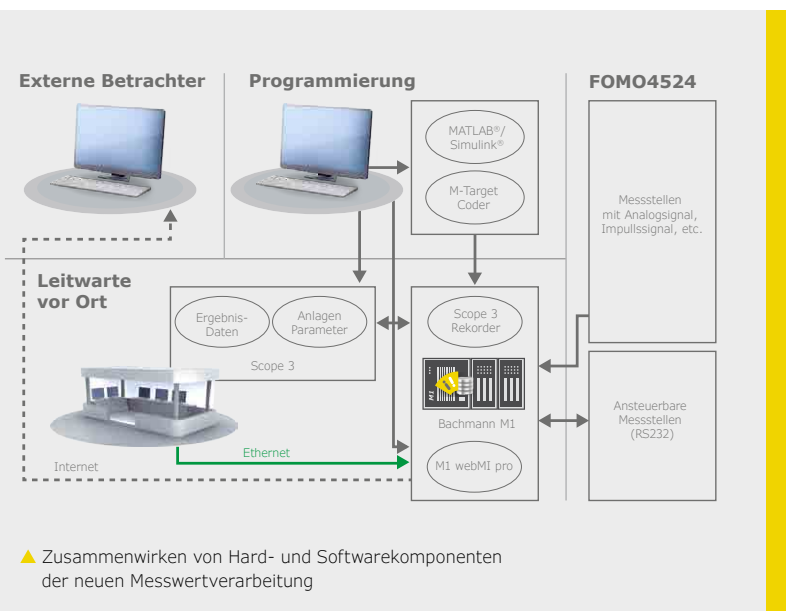 Externe Betrachter
Programmierung
FOMO4524
MATLAB®/
Simulink®
M-Target
Coder
Messstellen
mit Analogsignal,
Impullssignal, etc.
Leitwarte
vor Ort
Ergebnis-
Daten
Anlagen
Parameter
Scope 3
Scope 3
Rekorder
M1
Bachmann M1
Ansteuerbare
Messstellen
(RS232)
Ethernet
Internet
M1 webMI pro
Zusammenwirken von Hard- und Softwarekomponenten
der neuen Messwertverarbeitung